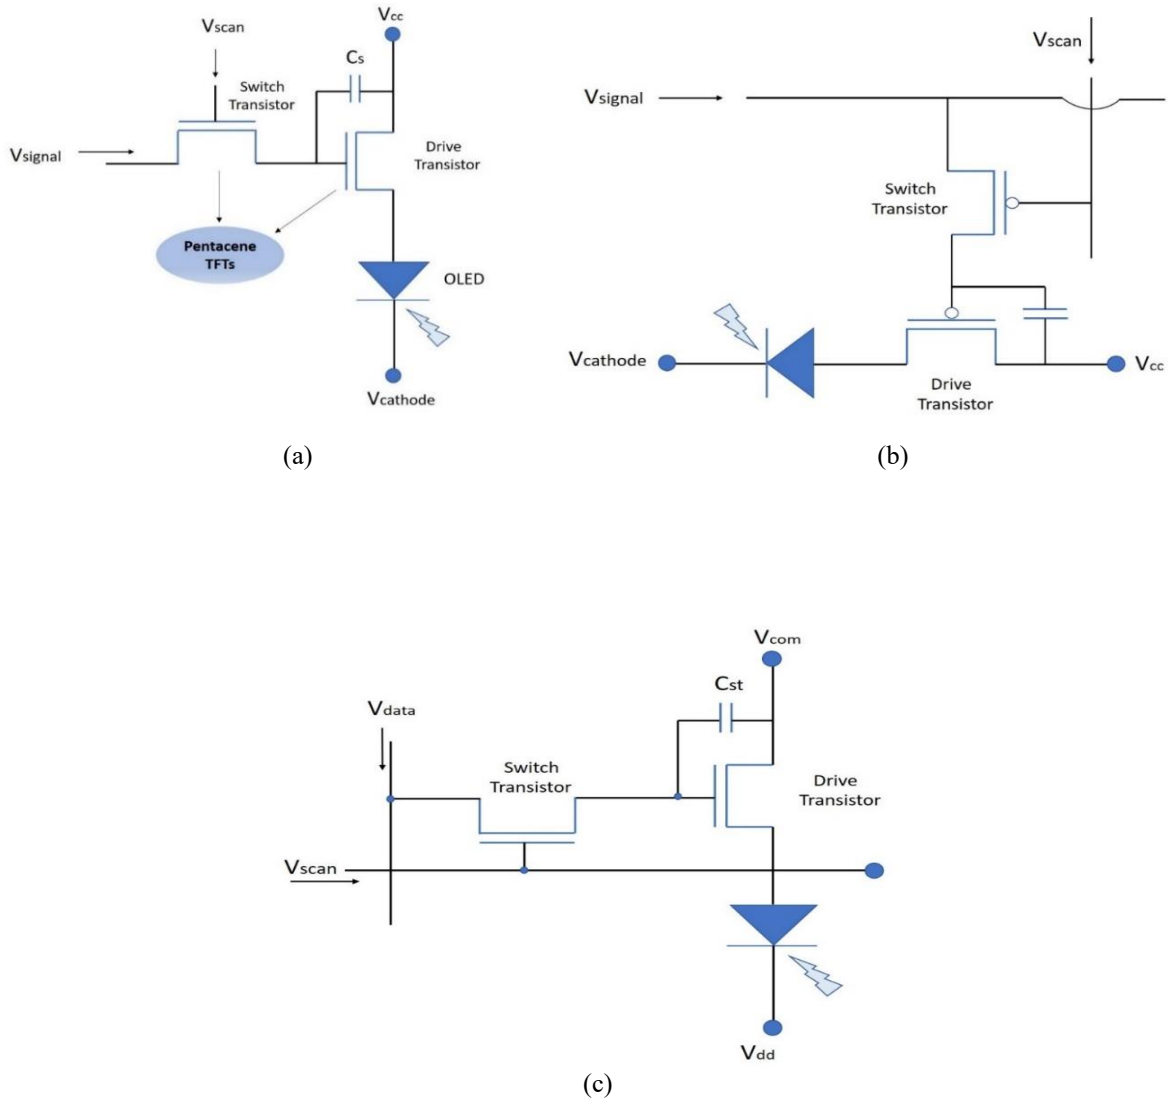 Vscan
Vcc
Cs
Switch
Transistor
Vsignal
Drive
Transistor
Pentacene
TFTs
OLED
Vcathode
(a)
Vscan
Vsignal
Switch
Transistor
Vcathode
Vcc
Drive
Transistor
(b)
Vcom
Cst
Vdata
Switch
Transistor
Drive
Transistor
Vscan
Vdd
(c)